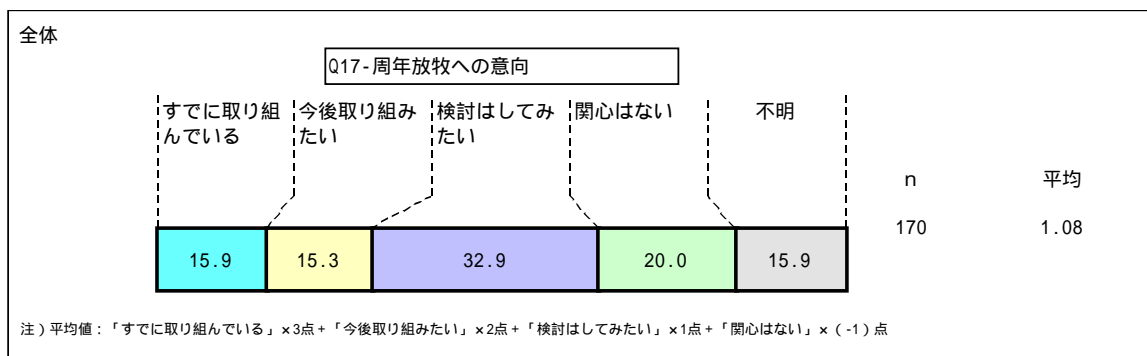 全体
Q17-周年放牧への意向
すでに取り組んでいる
今後取り組みたい
検討はしてみたい
関心はない
不明
n
平均
15.9
15.3
32.9
20.0
15.9
170
1.08
注）平均値：「すでに取り組んでいる」×3点+「今後取り組みたい」×2点+「検討はしてみたい」×1点+「関心はない」×（-1）点